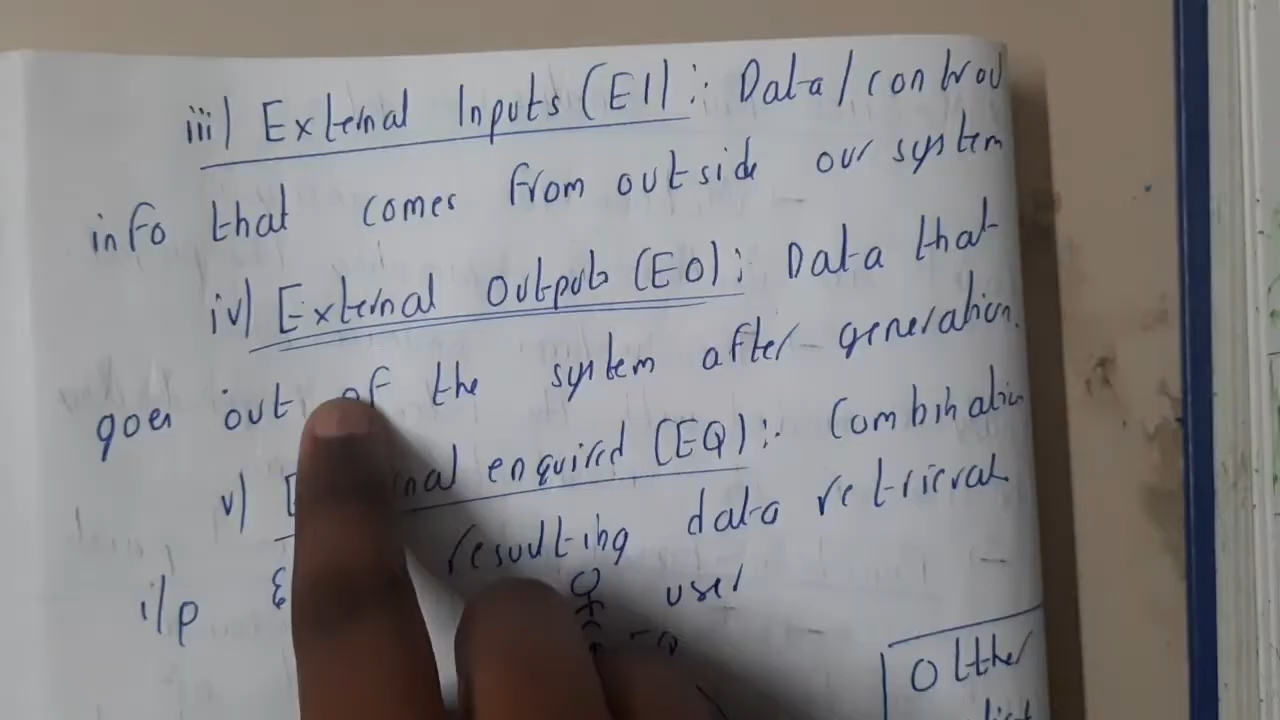 iii) External Inputs (EI) :- Data/control
info that comes from outside our system
iv) External Outputs (EO) : Data that
goes out of the system after generation.
v) enquired (EQ) :- Combination
i/p & resulting data retrieval
user
Other